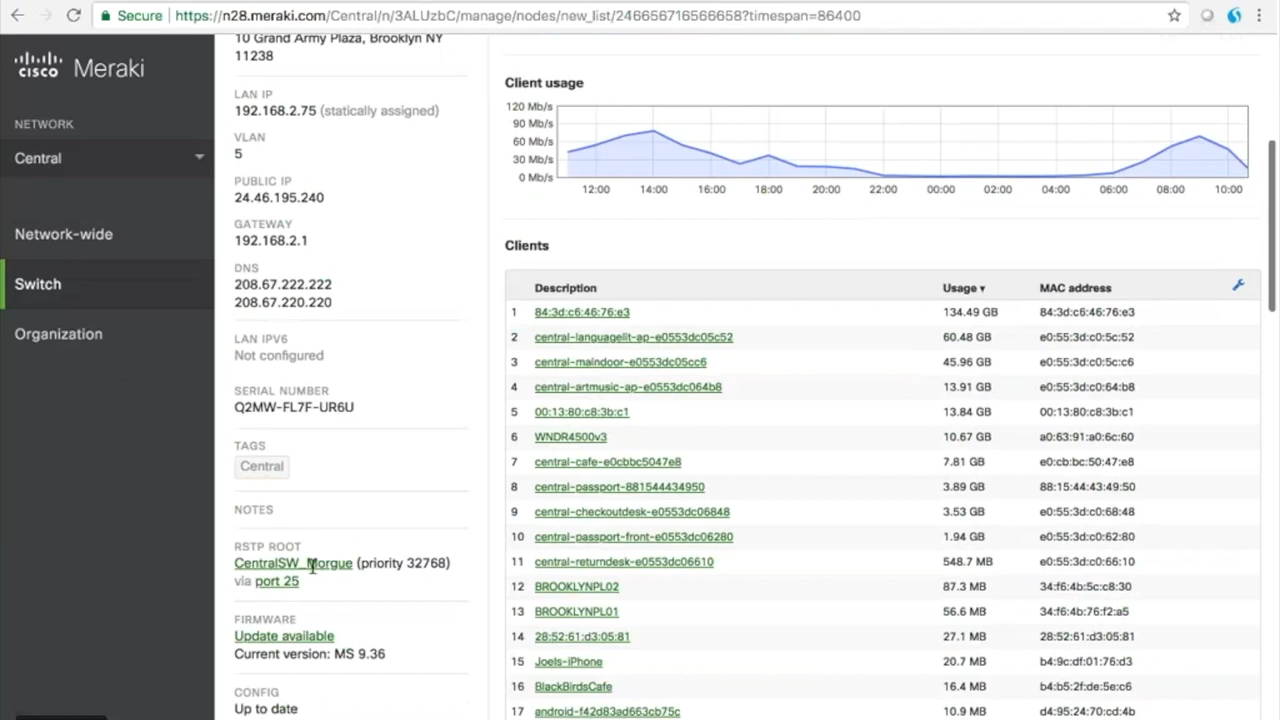 Secure https://n28.meraki.com/Central/n/3ALUzbC/manage/nodes/new_list/246656716566658?timespan=86400
CISCO Meraki
NETWORK
Central
Network-wide
Switch
Organization
10 Grand Army Plaza, Brooklyn NY
11238
LAN IP
192.168.2.75 (statically assigned)
VLAN
5
PUBLIC IP
24.46.195.240
GATEWAY
192.168.2.1
DNS
208.67.222.222
208.67.220.220
LAN IPV6
Not configured
SERIAL NUMBER
Q2MW-FL7F-UR6U
TAGS
Central
NOTES
RSTP ROOT
CentralSW_Morgue (priority 32768)
via port 25
FIRMWARE
Update available
Current version: MS 9.36
CONFIG
Up to date
Client usage
120 Mb/s
90 Mb/s
60 Mb/s
30 Mb/s
0 Mb/s
12:00 14:00 16:00 18:00 20:00 22:00 00:00 02:00 04:00 06:00 08:00 10:00
Clients
Description Usage ▾ MAC address
1 84:3d:c6:46:76:e3 134.49 GB 84:3d:c6:46:76:e3
2 central-languagelit-ap-e0553dc05c52 60.48 GB e0:55:3d:c0:5c:52
3 central-maindoor-e0553dc05cc6 45.96 GB e0:55:3d:c0:5c:c6
4 central-artmusic-ap-e0553dc064b8 13.91 GB e0:55:3d:c0:64:b8
5 00:13:80:c8:3b:c1 13.84 GB 00:13:80:c8:3b:c1
6 WNDR4500v3 10.67 GB a0:63:91:a0:6c:60
7 central-cafe-e0cbbc5047e8 7.81 GB e0:cb:bc:50:47:e8
8 central-passport-881544434950 3.89 GB 88:15:44:43:49:50
9 central-checkoutdesk-e0553dc06848 3.53 GB e0:55:3d:c0:68:48
10 central-passport-front-e0553dc06280 1.94 GB e0:55:3d:c0:62:80
11 central-returndesk-e0553dc06610 548.7 MB e0:55:3d:c0:66:10
12 BROOKLYNPL02 87.3 MB 34:f6:4b:5c:c8:30
13 BROOKLYNPL01 56.6 MB 34:f6:4b:76:f2:a5
14 28:52:61:d3:05:81 27.1 MB 28:52:61:d3:05:81
15 Joels-iPhone 20.7 MB b4:9c:df:01:76:d3
16 BlackBirdsCafe 16.4 MB b4:b5:2f:de:5e:c6
17 android-f42d83ad663cb75c 10.9 MB d4:95:24:70:cd:4b